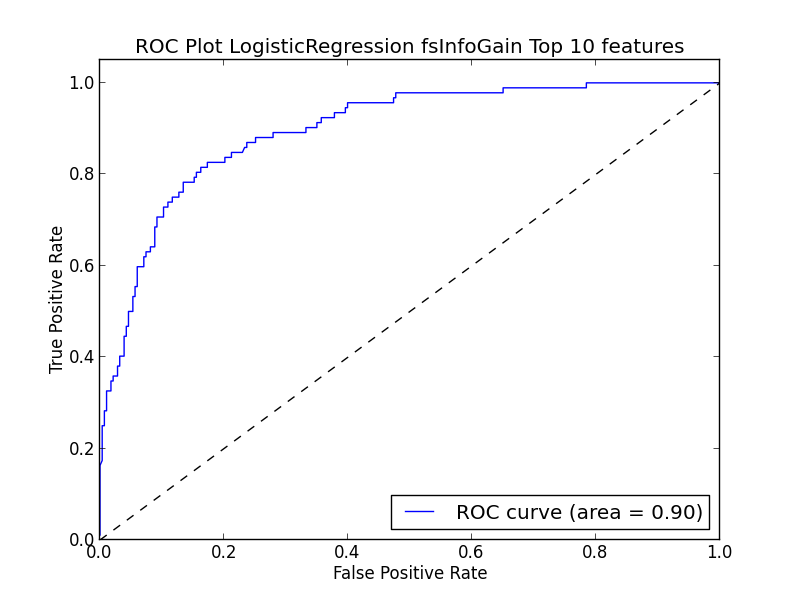 ROC Plot LogisticRegression fsInfoGain Top 10 features
1.0
0.8
0.6
0.4
0.2
0.0
True Positive Rate
ROC curve (area = 0.90)
0.0 0.2 0.4 0.6 0.8 1.0
False Positive Rate